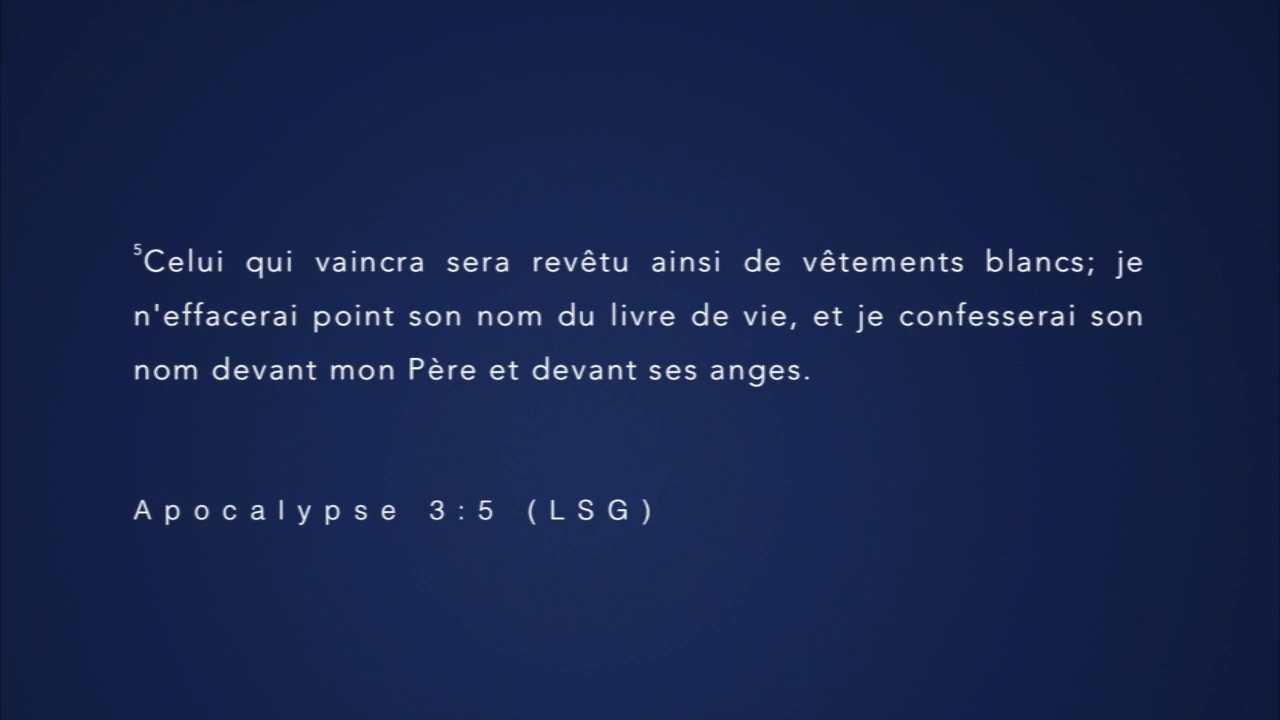 ⁵Celui qui vaincra sera revêtu ainsi de vêtements blancs; je
n'effacerai point son nom du livre de vie, et je confesserai son
nom devant mon Père et devant ses anges.
Apocalypse 3:5 (LSG)